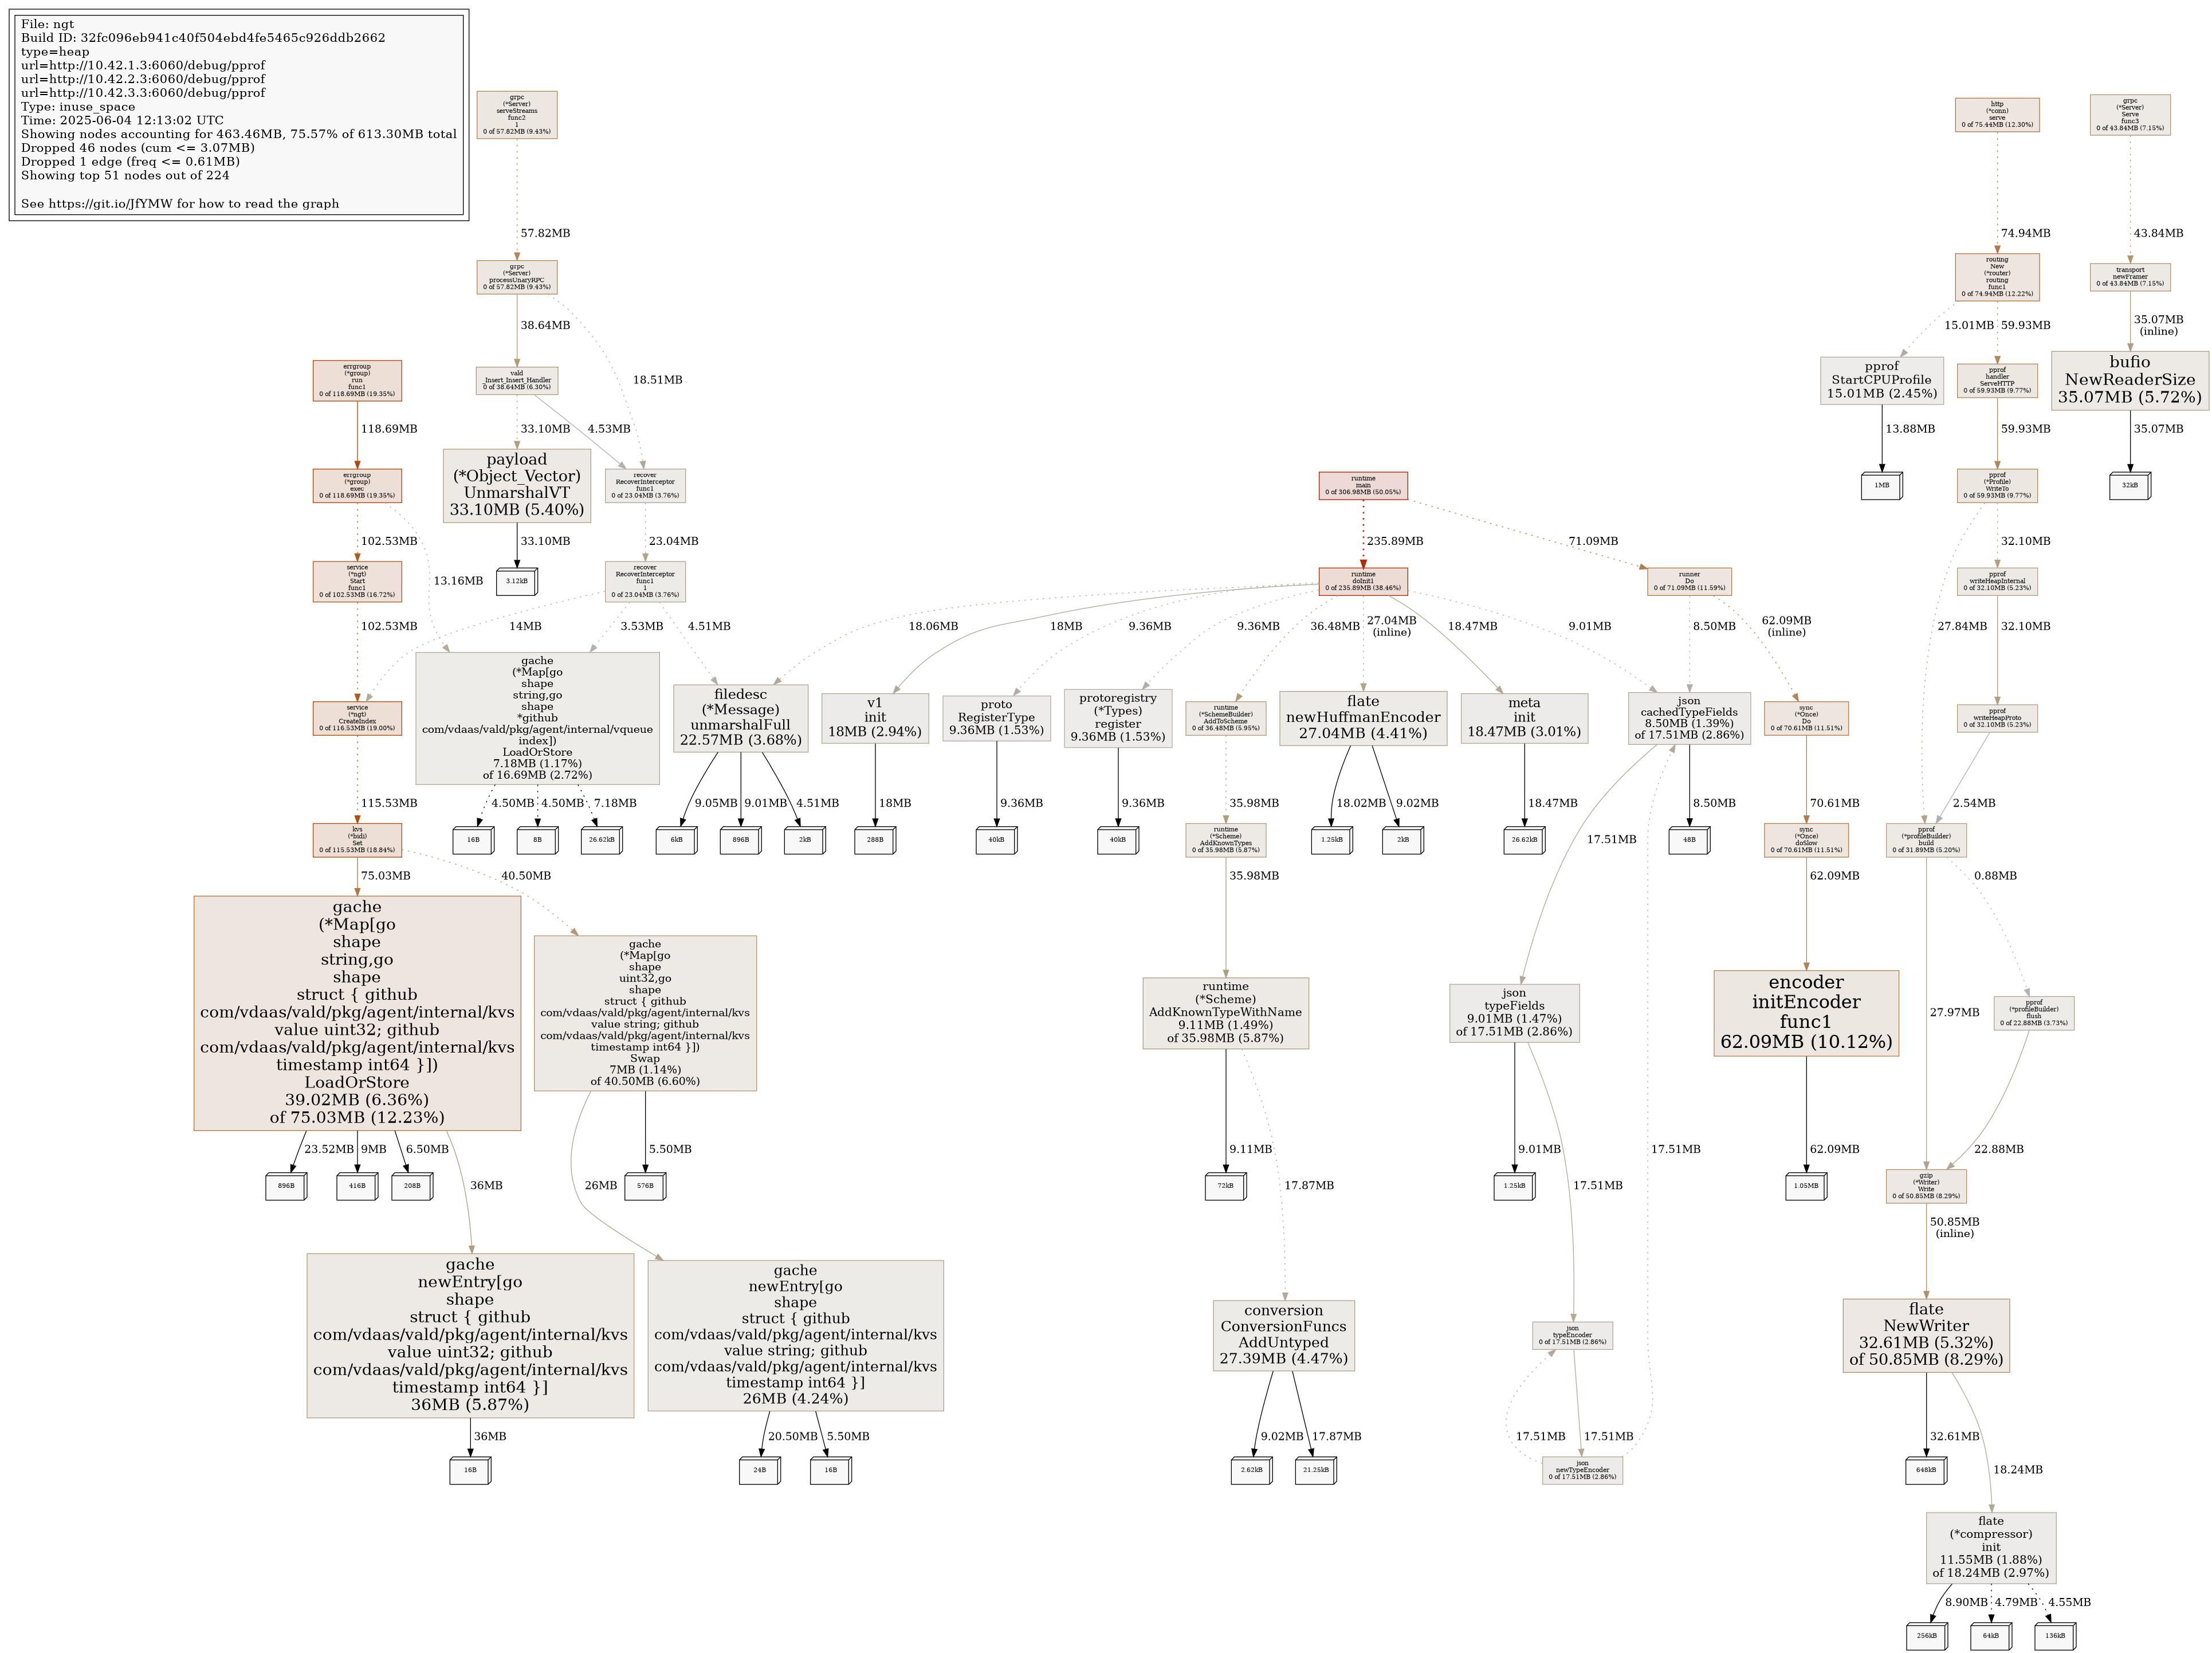 File: ngt
Build ID: 32fc096eb941c40f504ebd4fe5465c926ddb2662
type=heap
url=http://10.42.1.3:6060/debug/pprof
url=http://10.42.2.3:6060/debug/pprof
url=http://10.42.3.3:6060/debug/pprof
Type: inuse_space
Time: 2025-06-04 12:13:02 UTC
Showing nodes accounting for 463.46MB, 75.57% of 613.30MB total
Dropped 46 nodes (cum <= 3.07MB)
Dropped 1 edge (freq <= 0.61MB)
Showing top 51 nodes out of 224
See https://git.io/JfYMW for how to read the graph
grpc
(*Server)
serveStreams
func2
1
0 of 57.82MB (9.43%)
http
(*conn)
serve
0 of 75.44MB (12.30%)
grpc
(*Server)
Serve
func3
0 of 43.84MB (7.15%)
57.82MB
74.94MB
43.84MB
grpc
(*Server)
processUnaryRPC
0 of 57.82MB (9.43%)
routing
New
(*router)
routing
func1
0 of 74.94MB (12.22%)
transport
newFramer
0 of 43.84MB (7.15%)
38.64MB
18.51MB
15.01MB
59.93MB
35.07MB
(inline)
errgroup
(*group)
run
func1
0 of 118.69MB (19.35%)
vald
_Insert_Insert_Handler
0 of 38.64MB (6.30%)
pprof
StartCPUProfile
15.01MB (2.45%)
pprof
handler
ServeHTTP
0 of 59.93MB (9.77%)
bufio
NewReaderSize
35.07MB (5.72%)
118.69MB
33.10MB
4.53MB
13.88MB
59.93MB
35.07MB
errgroup
(*group)
exec
0 of 118.69MB (19.35%)
payload
(*Object_Vector)
UnmarshalVT
33.10MB (5.40%)
recover
RecoverInterceptor
func1
0 of 23.04MB (3.76%)
runtime
main
0 of 306.98MB (50.05%)
1MB
pprof
(*Profile)
WriteTo
0 of 59.93MB (9.77%)
32kB
102.53MB
13.16MB
33.10MB
23.04MB
235.89MB
71.09MB
27.84MB
32.10MB
service
(*ngt)
Start
func1
0 of 102.53MB (16.72%)
3.12kB
recover
RecoverInterceptor
func1
1
0 of 23.04MB (3.76%)
runtime
doInit1
0 of 235.89MB (38.46%)
runner
Do
0 of 71.09MB (11.59%)
pprof
writeHeapInternal
0 of 32.10MB (5.23%)
102.53MB
14MB
3.53MB
4.51MB
18.06MB
18MB
9.36MB
9.36MB
36.48MB
27.04MB
(inline)
18.47MB
9.01MB
8.50MB
62.09MB
(inline)
32.10MB
service
(*ngt)
CreateIndex
0 of 116.53MB (19.00%)
gache
(*Map[go
shape
string,go
shape
*github
com/vdaas/vald/pkg/agent/internal/vqueue
index])
LoadOrStore
7.18MB (1.17%)
of 16.69MB (2.72%)
filedesc
(*Message)
unmarshalFull
22.57MB (3.68%)
v1
init
18MB (2.94%)
proto
RegisterType
9.36MB (1.53%)
protoregistry
(*Types)
register
9.36MB (1.53%)
runtime
(*SchemeBuilder)
AddToScheme
0 of 36.48MB (5.95%)
flate
newHuffmanEncoder
27.04MB (4.41%)
meta
init
18.47MB (3.01%)
json
cachedTypeFields
8.50MB (1.39%)
of 17.51MB (2.86%)
sync
(*Once)
Do
0 of 70.61MB (11.51%)
pprof
writeHeapProto
0 of 32.10MB (5.23%)
115.53MB
4.50MB
4.50MB
7.18MB
9.05MB
9.01MB
4.51MB
18MB
9.36MB
9.36MB
35.98MB
18.02MB
9.02MB
18.47MB
17.51MB
8.50MB
70.61MB
2.54MB
kvs
(*bidi)
Set
0 of 115.53MB (18.84%)
16B
8B
26.62kB
6kB
896B
2kB
288B
40kB
40kB
runtime
(*Scheme)
AddKnownTypes
0 of 35.98MB (5.87%)
1.25kB
2kB
26.62kB
48B
sync
(*Once)
doSlow
0 of 70.61MB (11.51%)
pprof
(*profileBuilder)
build
0 of 31.89MB (5.20%)
75.03MB
40.50MB
35.98MB
62.09MB
27.97MB
0.88MB
gache
(*Map[go
shape
string,go
shape
struct { github
com/vdaas/vald/pkg/agent/internal/kvs
value uint32; github
com/vdaas/vald/pkg/agent/internal/kvs
timestamp int64 }])
LoadOrStore
39.02MB (6.36%)
of 75.03MB (12.23%)
gache
(*Map[go
shape
uint32,go
shape
struct { github
com/vdaas/vald/pkg/agent/internal/kvs
value string; github
com/vdaas/vald/pkg/agent/internal/kvs
timestamp int64 }])
Swap
7MB (1.14%)
of 40.50MB (6.60%)
runtime
(*Scheme)
AddKnownTypeWithName
9.11MB (1.49%)
of 35.98MB (5.87%)
json
typeFields
9.01MB (1.47%)
of 17.51MB (2.86%)
encoder
initEncoder
func1
62.09MB (10.12%)
pprof
(*profileBuilder)
flush
0 of 22.88MB (3.73%)
23.52MB
9MB
6.50MB
36MB
26MB
5.50MB
9.11MB
17.87MB
9.01MB
17.51MB
17.51MB
62.09MB
22.88MB
896B
416B
208B
576B
72kB
1.25kB
1.05MB
gzip
(*Writer)
Write
0 of 50.85MB (8.29%)
50.85MB
(inline)
gache
newEntry[go
shape
struct { github
com/vdaas/vald/pkg/agent/internal/kvs
value uint32; github
com/vdaas/vald/pkg/agent/internal/kvs
timestamp int64 }]
36MB (5.87%)
gache
newEntry[go
shape
struct { github
com/vdaas/vald/pkg/agent/internal/kvs
value string; github
com/vdaas/vald/pkg/agent/internal/kvs
timestamp int64 }]
26MB (4.24%)
conversion
ConversionFuncs
AddUntyped
27.39MB (4.47%)
json
typeEncoder
0 of 17.51MB (2.86%)
flate
NewWriter
32.61MB (5.32%)
of 50.85MB (8.29%)
36MB
20.50MB
5.50MB
9.02MB
17.87MB
17.51MB
17.51MB
32.61MB
18.24MB
16B
24B
16B
2.62kB
21.25kB
json
newTypeEncoder
0 of 17.51MB (2.86%)
648kB
flate
(*compressor)
init
11.55MB (1.88%)
of 18.24MB (2.97%)
8.90MB
4.79MB
4.55MB
256kB
64kB
136kB